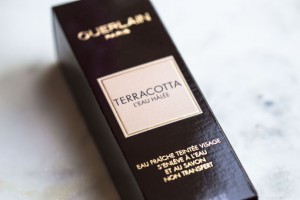 GUERLAIN
PARIS
TERRACOTTA
L'EAU HÂLÉE
EAU FRAÎCHE TEINTÉE VISAGE
S'ENLÈVE À L'EAU
ET AU SAVON
NON TRANSFERT